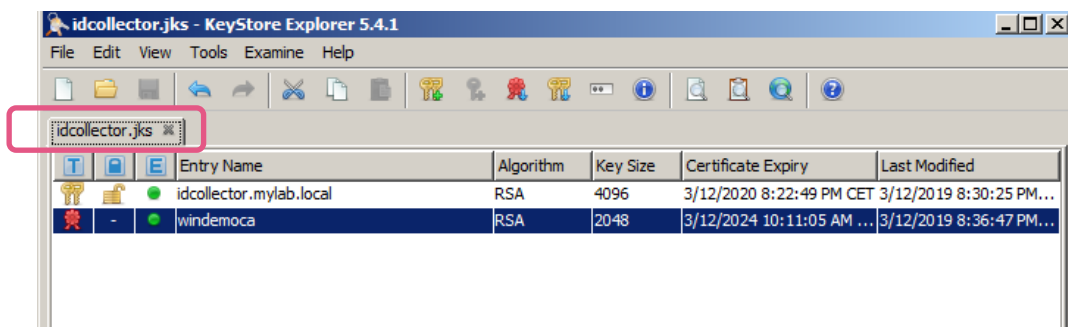 idcollector.jks - KeyStore Explorer 5.4.1
File Edit View Tools Examine Help
idcollector.jks
T E Entry Name Algorithm Key Size Certificate Expiry Last Modified
idcollector.mylab.local RSA 4096 3/12/2020 8:22:49 PM CET 3/12/2019 8:30:25 PM...
- windemoca RSA 2048 3/12/2024 10:11:05 AM ... 3/12/2019 8:36:47 PM...